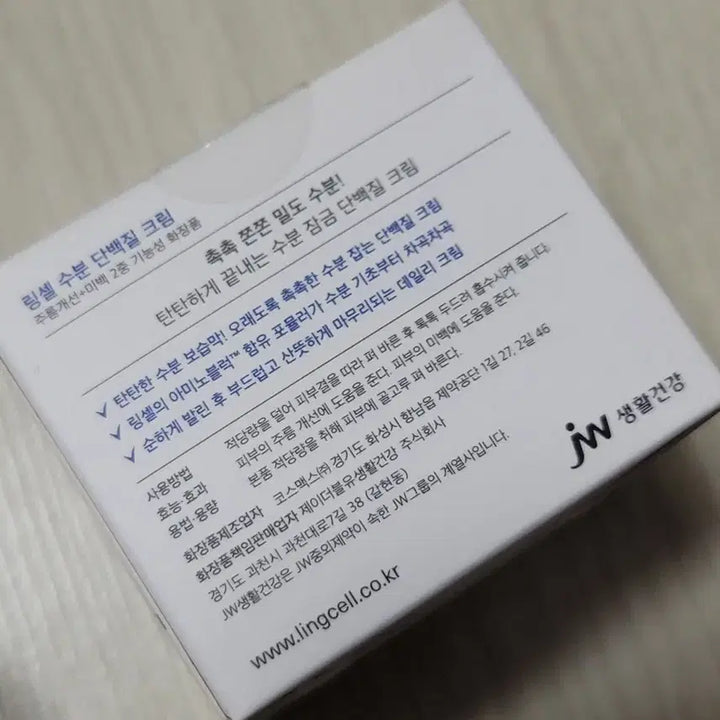 링셀 수분 단백질 크림
주름개선+미백 2중 기능성 화장품
촉촉 쫀쫀 밀도 수분!
탄탄하게 끝내는 수분 잠금 단백질 크림
✓ 탄탄한 수분 보습막! 오래도록 촉촉한 수분 잡는 단백질 크림
✓ 링셀의 아미노블럭™ 함유 포뮬러가 수분 기초부터 차곡차곡
✓ 순하게 발린 후 부드럽고 산뜻하게 마무리되는 데일리 크림
사용방법 적당량을 덜어 피부결을 따라 펴 바른 후 톡톡 두드려 흡수시켜 줍니다.
효능·효과 피부의 주름 개선에 도움을 준다. 피부의 미백에 도움을 준다.
용법·용량 본품 적당량을 취해 피부에 골고루 펴 바른다.
화장품제조업자 코스맥스㈜ 경기도 화성시 향남읍 제약공단 1길 27, 2길 46
화장품책임판매업자 제이더블유생활건강 주식회사
경기도 과천시 과천대로7길 38 (갈현동)
JW생활건강은 JW중외제약이 속한 JW그룹의 계열사입니다.
www.lingcell.co.kr
JW 생활건강